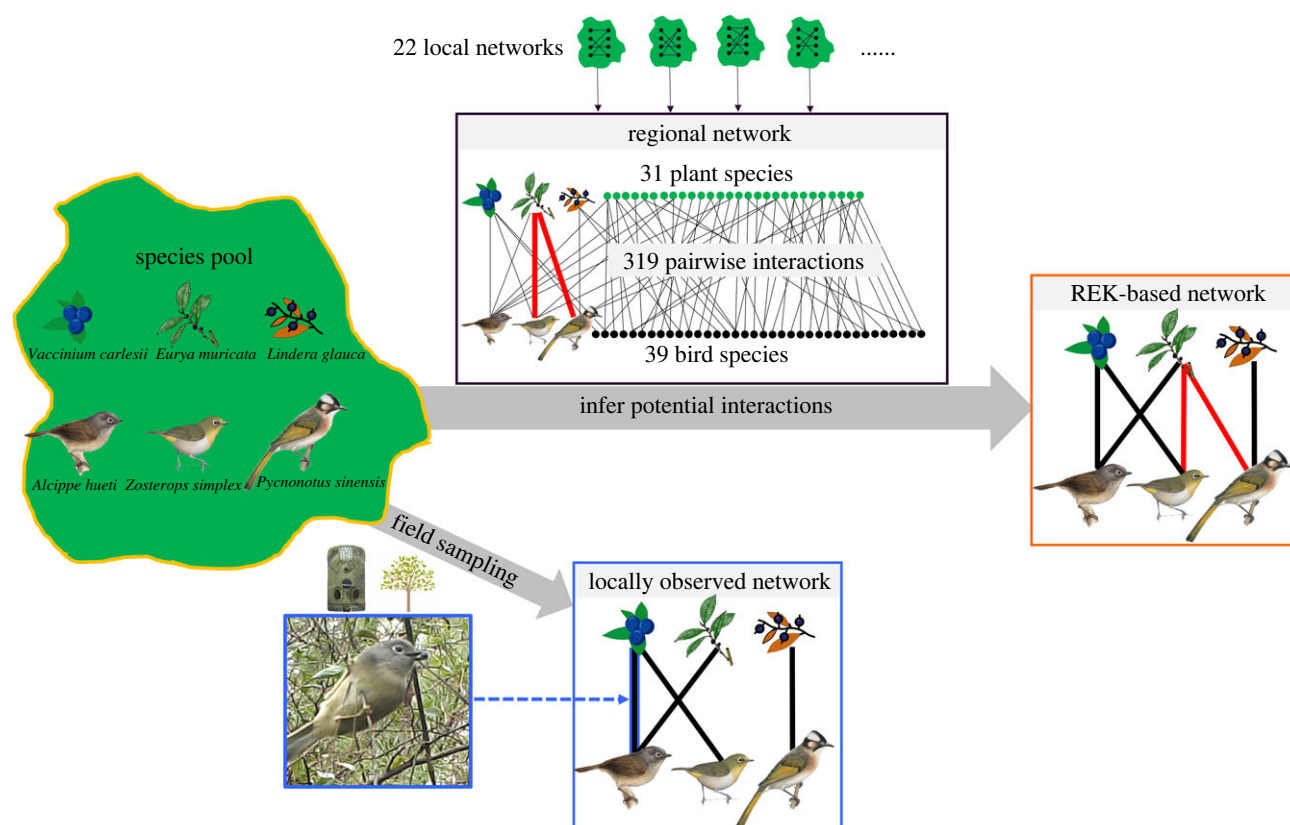 22 local networks
......
regional network
31 plant species
319 pairwise interactions
39 bird species
species pool
Vaccinium carlesii
Eurya muricata
Lindera glauca
Alcippe hueti
Zosterops simplex
Pycnonotus sinensis
infer potential interactions
REK-based network
field sampling
locally observed network